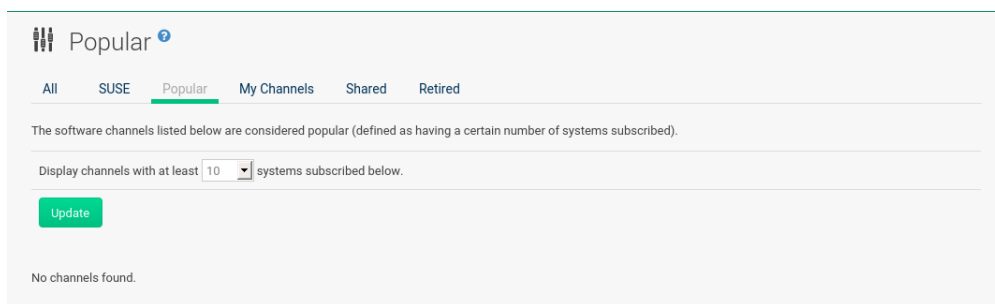 Popular ?
All SUSE Popular My Channels Shared Retired
The software channels listed below are considered popular (defined as having a certain number of systems subscribed).
Display channels with at least 10 systems subscribed below.
Update
No channels found.